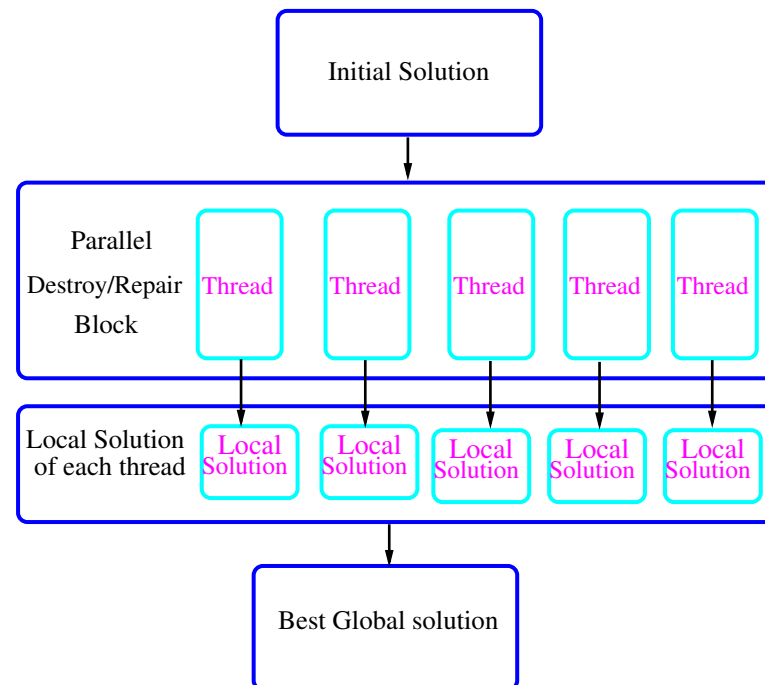 Initial Solution
Parallel
Destroy/Repair
Block
Thread Thread Thread Thread Thread
Local Solution
of each thread
Local
Solution
Local
Solution
Local
Solution
Local
Solution
Local
Solution
Best Global solution